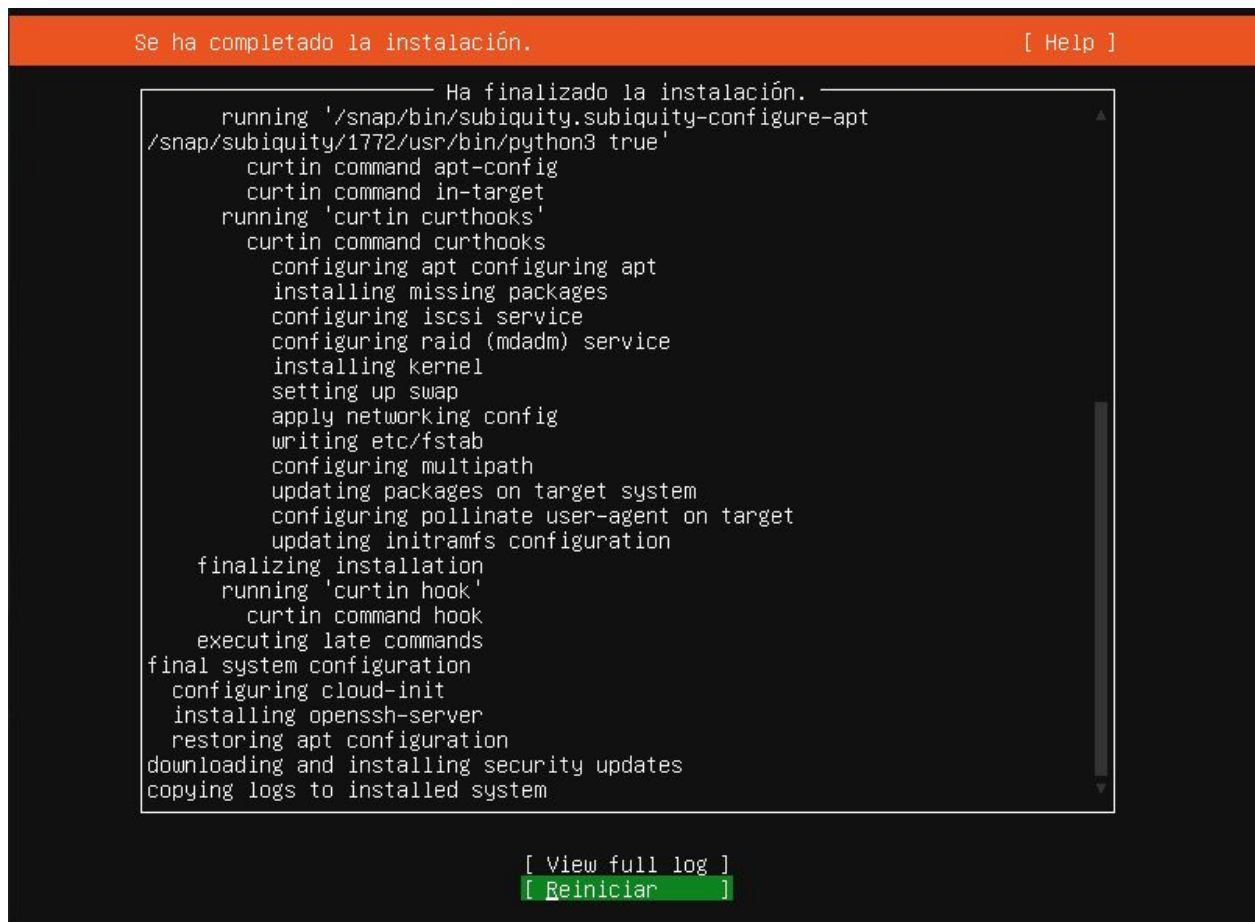 Se ha completado la instalación. [ Help ]
Ha finalizado la instalación.
running '/snap/bin/subiquity.subiquity-configure-apt
/snap/subiquity/1772/usr/bin/python3 true'
curtin command apt-config
curtin command in-target
running 'curtin curthooks'
curtin command curthooks
configuring apt configuring apt
installing missing packages
configuring iscsi service
configuring raid (mdadm) service
installing kernel
setting up swap
apply networking config
writing etc/fstab
configuring multipath
updating packages on target system
configuring pollinate user-agent on target
updating initramfs configuration
finalizing installation
running 'curtin hook'
curtin command hook
executing late commands
final system configuration
configuring cloud-init
installing openssh-server
restoring apt configuration
downloading and installing security updates
copying logs to installed system
[ View full log ]
[ Reiniciar ]